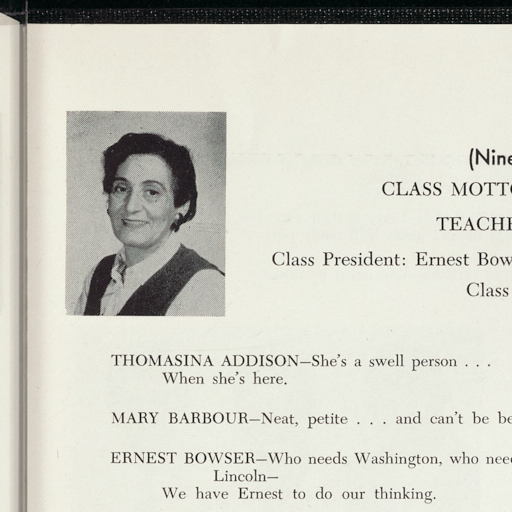 (Nine
CLASS MOTTO
TEACHE
Class President: Ernest Bow
Class
THOMASINA ADDISON—She's a swell person . . .
When she's here.
MARY BARBOUR—Neat, petite . . . and can't be be
ERNEST BOWSER—Who needs Washington, who nee
Lincoln—
We have Ernest to do our thinking.